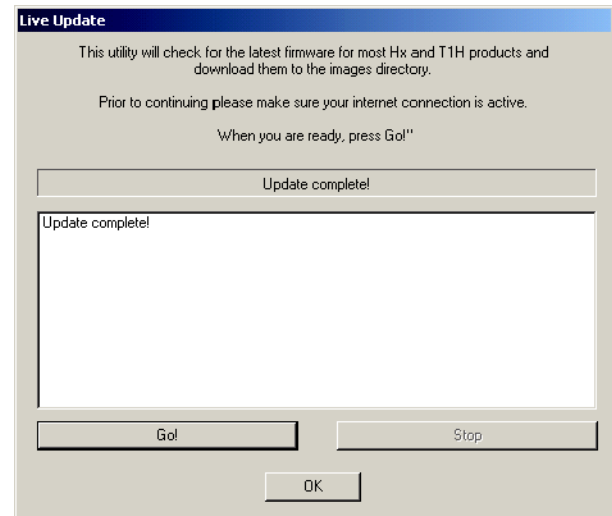 Live Update
This utility will check for the latest firmware for most Hx and T1H products and
download them to the images directory.
Prior to continuing please make sure your internet connection is active.
When you are ready, press Go!"
Update complete!
Update complete!
Go!
Stop
OK